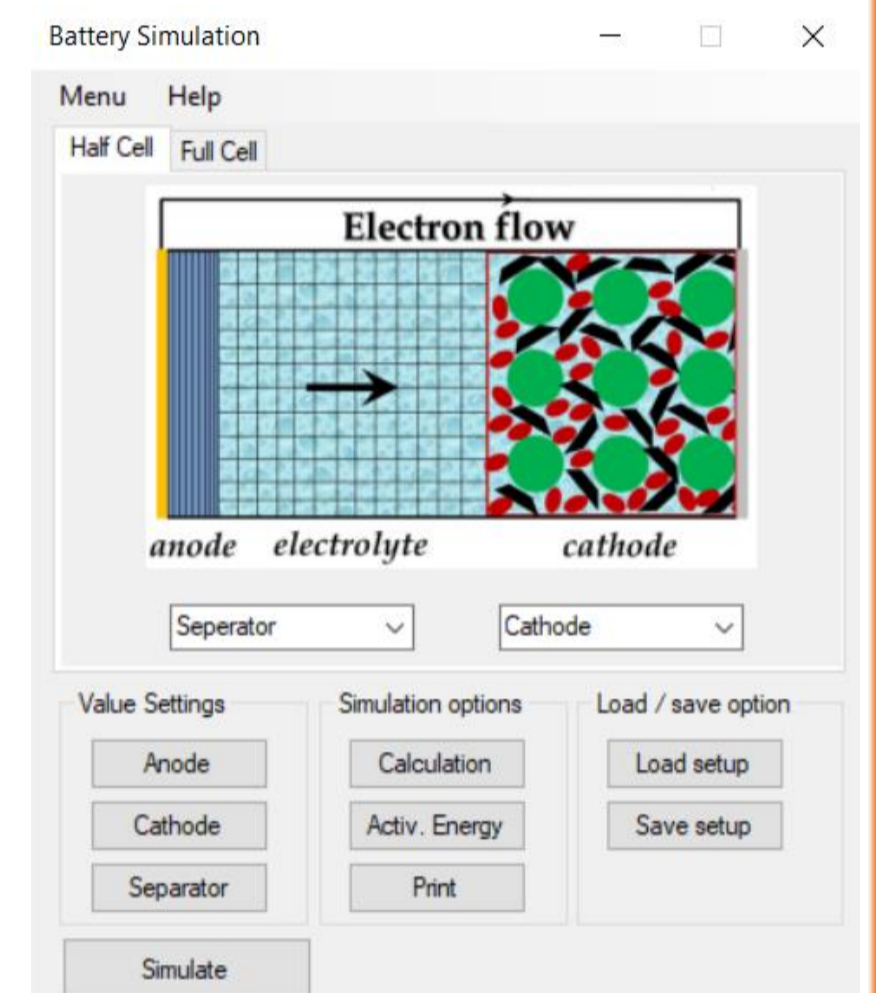 Battery Simulation
Menu Help
Half Cell Full Cell
Electron flow
anode electrolyte cathode
Seperator Cathode
Value Settings Simulation options Load / save option
Anode Calculation Load setup
Cathode Activ. Energy Save setup
Separator Print
Simulate